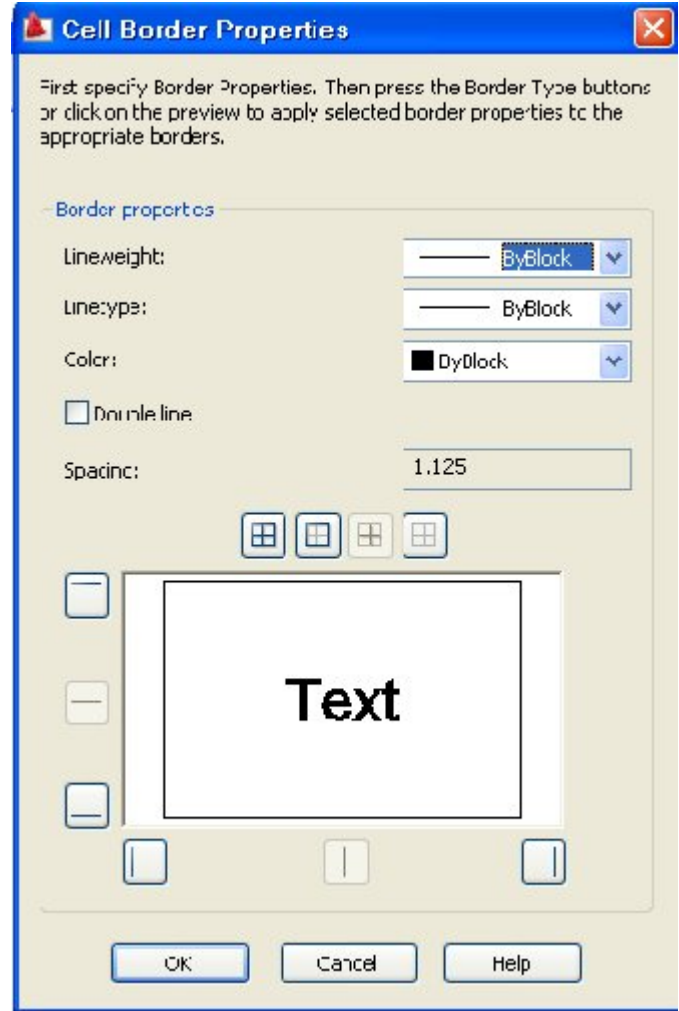 Cell Border Properties
First specify Border Properties. Then press the Border Type buttons
or click on the preview to apply selected border properties to the
appropriate borders.
Border properties
Lineweight: ByBlock
Linetype: ByBlock
Color: ByBlock
Double line
Spacing: 1.125
Text
OK Cancel Help